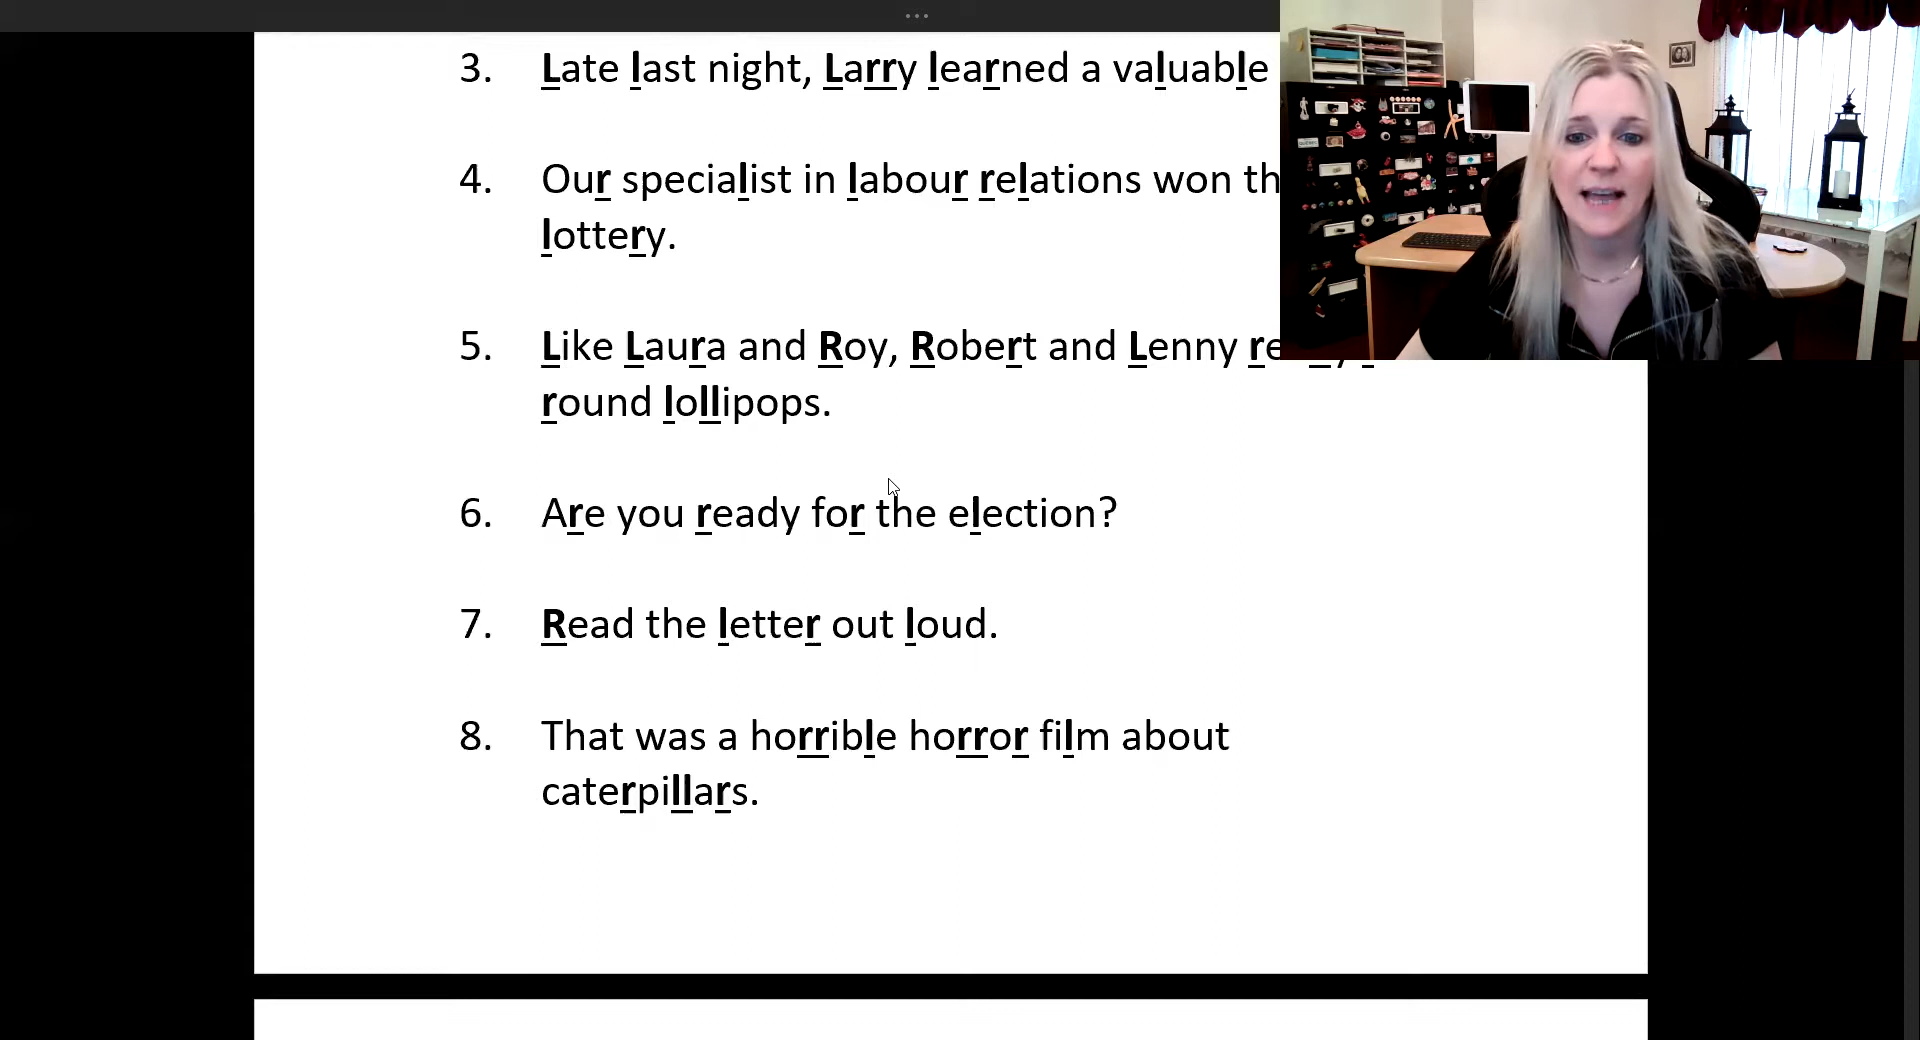 3. Late last night, Larry learned a valuable
4. Our specialist in labour relations won
lottery.
5. Like Laura and Roy, Robert and Lenny
round lollipops.
6. Are you ready for the election?
7. Read the letter out loud.
8. That was a horrible horror film about
caterpillars.